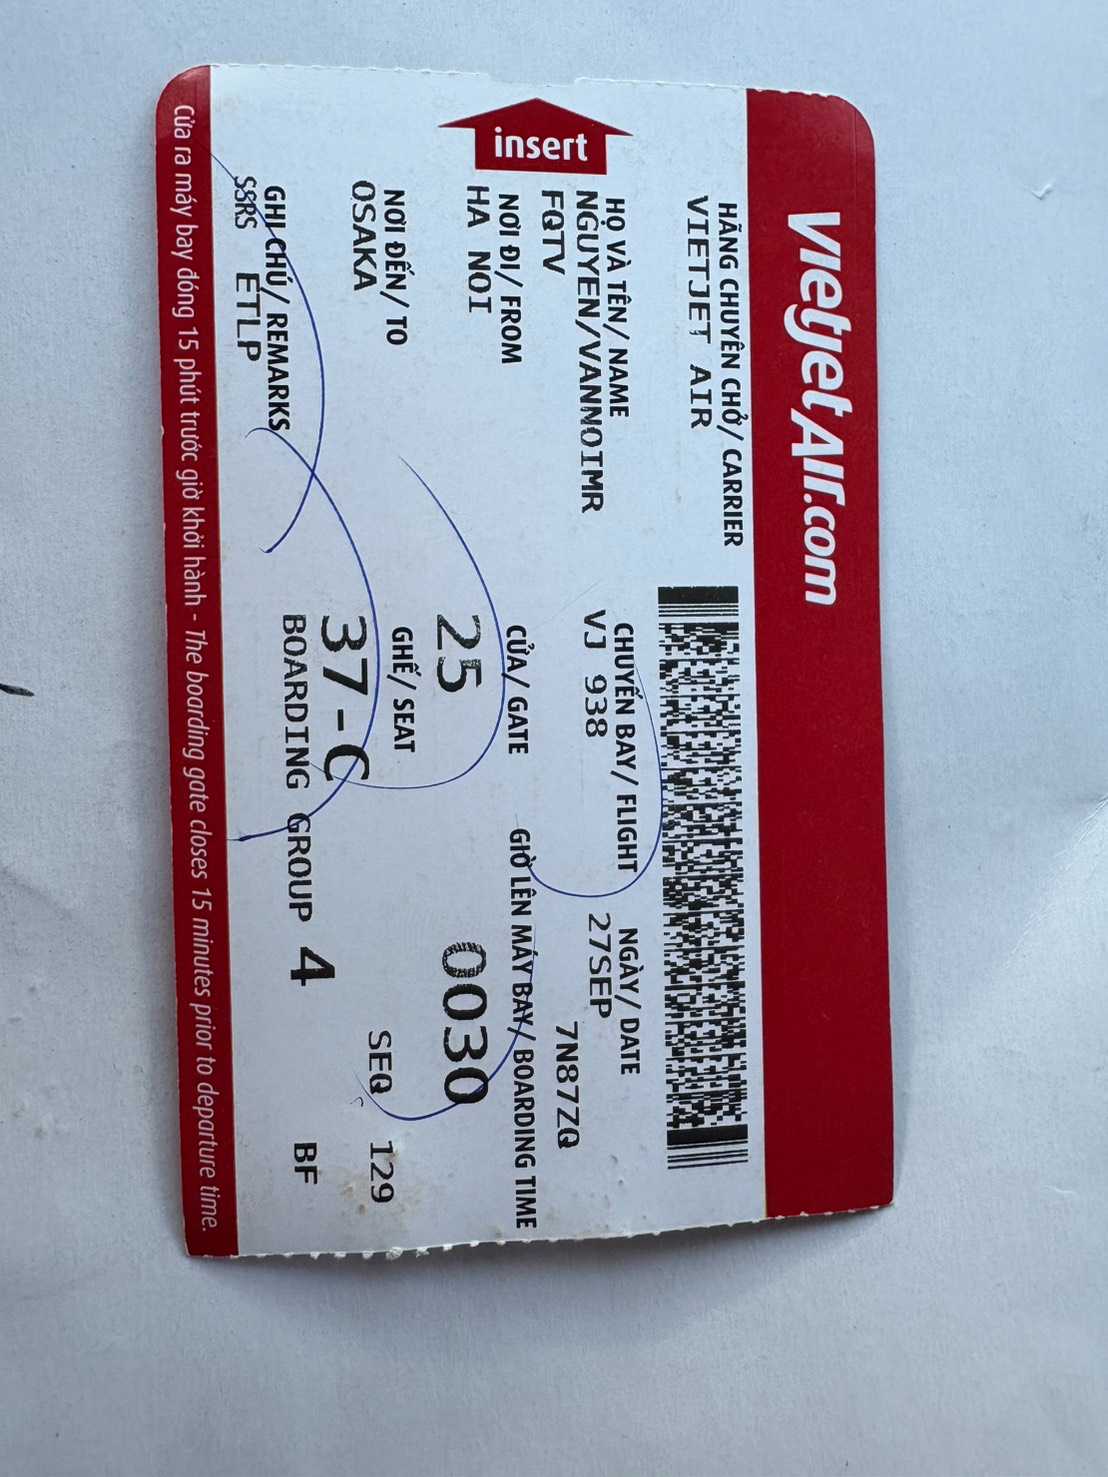 vietjetAir.com
HÃNG CHUYÊN CHỞ/ CARRIER
VIETJET AIR
HỌ VÀ TÊN/ NAME
NGUYEN/VANNOIMR
FQTV
CHUYẾN BAY/ FLIGHT
VJ 938
NGÀY/ DATE
27SEP
7N87ZQ
insert
NƠI ĐI/ FROM
HA NOI
CỬA/ GATE
25
GIỜ LÊN MÁY BAY/ BOARDING TIME
0030
NƠI ĐẾN/ TO
OSAKA
GHẾ/ SEAT
37-C
SEQ 129
GHI CHÚ/ REMARKS
SSRS ETLP
BOARDING GROUP 4 BF
Cửa ra máy bay đóng 15 phút trước giờ khởi hành - The boarding gate closes 15 minutes prior to departure time.